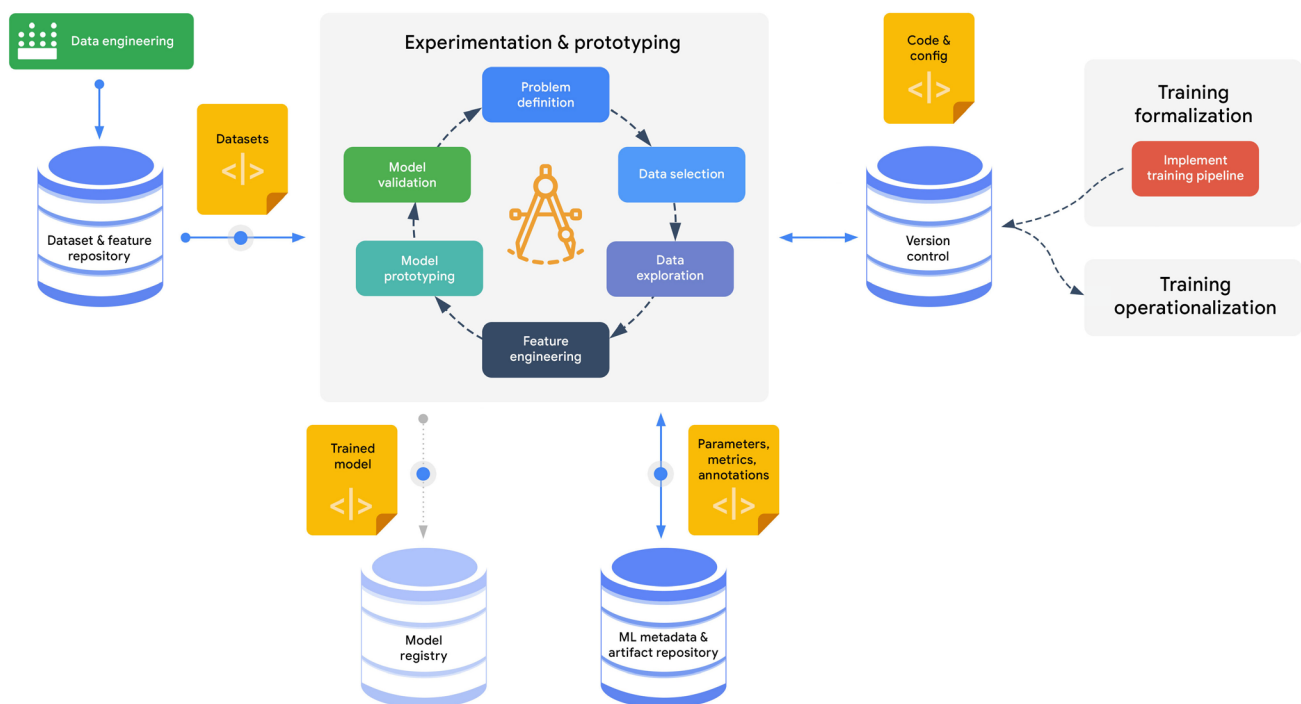 Data engineering
Datasets
</>
Dataset & feature
repository
Experimentation & prototyping
Problem
definition
Data selection
Data
exploration
Feature
engineering
Model
prototyping
Model
validation
Code &
config
<|>
Version
control
Training
formalization
Implement
training pipeline
Training
operationalization
Trained
model
<|>
Model
registry
Parameters,
metrics,
annotations
<|>
ML metadata &
artifact repository